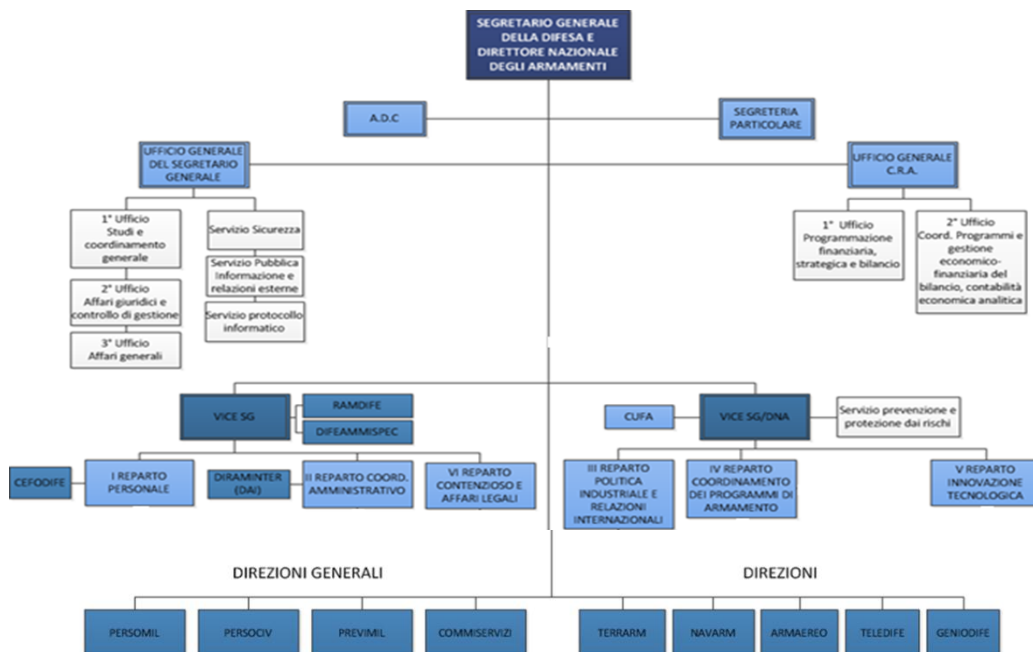 SEGRETARIO GENERALE
DELLA DIFESA E
DIRETTORE NAZIONALE
DEGLI ARMAMENTI
A.D.C
SEGRETERIA
PARTICOLARE
UFFICIO GENERALE
DEL SEGRETARIO
GENERALE
UFFICIO GENERALE
C.R.A.
1° Ufficio
Studi e
coordinamento
generale
2° Ufficio
Affari giuridici e
controllo di gestione
3° Ufficio
Affari generali
Servizio Sicurezza
Servizio Pubblica
Informazione e
relazioni esterne
Servizio protocollo
informatico
1° Ufficio
Programmazione
finanziaria,
strategica e bilancio
2° Ufficio
Coord. Programmi e
gestione
economico-
finanziaria del
bilancio, contabilità
economica analitica
VICE SG
RAMDIFE
DIFEAMMISPEC
CUFA
VICE SG/DNA
Servizio prevenzione e
protezione dai rischi
CEFODIFE
I REPARTO
PERSONALE
DIRAMINTER
(DAI)
II REPARTO COORD.
AMMINISTRATIVO
VI REPARTO
CONTENZIOSO E
AFFARI LEGALI
III REPARTO
POLITICA
INDUSTRIALE E
RELAZIONI
INTERNAZIONALI
IV REPARTO
COORDINAMENTO
DEI PROGRAMMI DI
ARMAMENTO
V REPARTO
INNOVAZIONE
TECNOLOGICA
DIREZIONI GENERALI
DIREZIONI
PERSOMIL
PERSOCIV
PREVIMIL
COMMISERVIZI
TERRARM
NAVARM
ARMAEREO
TELEDIFE
GENIODIFE